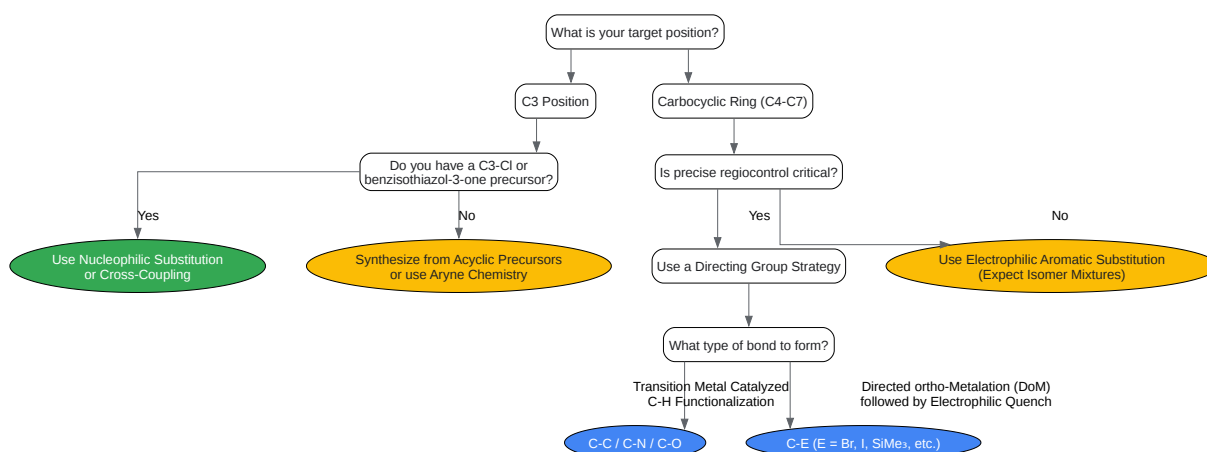 What is your target position?
C3 Position
Carbocyclic Ring (C4-C7)
Do you have a C3-Cl or
benzisothiazol-3-one precursor?
Is precise regiocontrol critical?
Yes
No
Yes
No
Use Nucleophilic Substitution
or Cross-Coupling
Synthesize from Acyclic Precursors
or use Aryne Chemistry
Use a Directing Group Strategy
Use Electrophilic Aromatic Substitution
(Expect Isomer Mixtures)
What type of bond to form?
Transition Metal Catalyzed
C-H Functionalization
Directed ortho-Metalation (DoM)
followed by Electrophilic Quench
C-C / C-N / C-O
C-E (E = Br, I, SiMe₃, etc.)